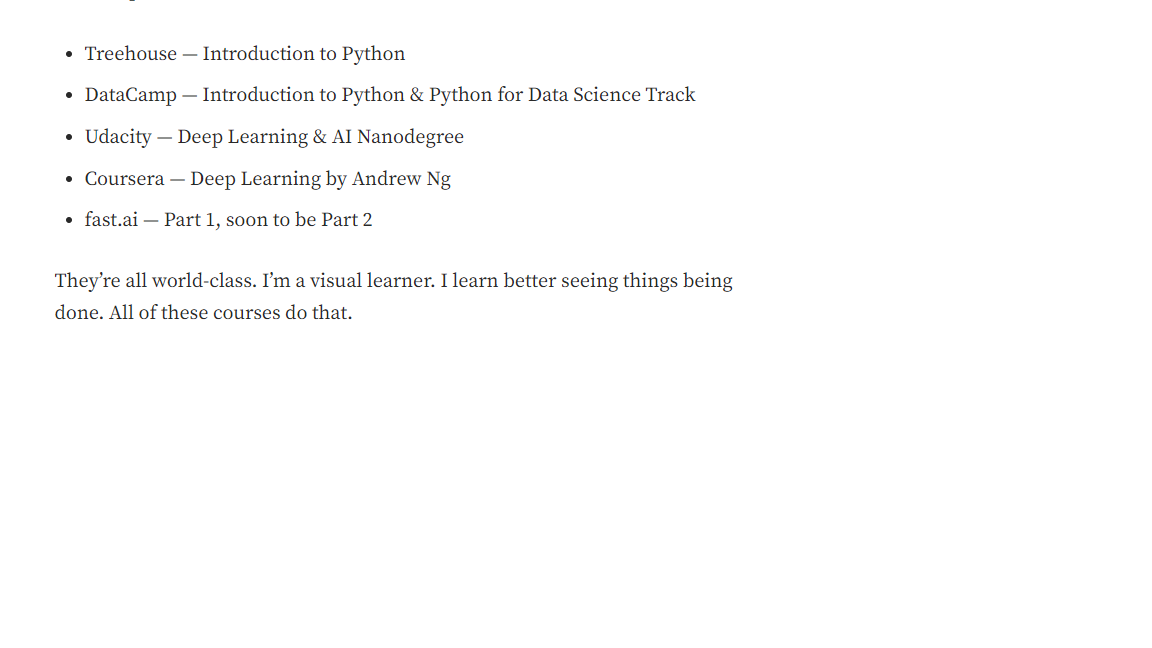 • Treehouse — Introduction to Python
• DataCamp — Introduction to Python & Python for Data Science Track
• Udacity — Deep Learning & AI Nanodegree
• Coursera — Deep Learning by Andrew Ng
• fast.ai — Part 1, soon to be Part 2
They’re all world-class. I’m a visual learner. I learn better seeing things being
done. All of these courses do that.